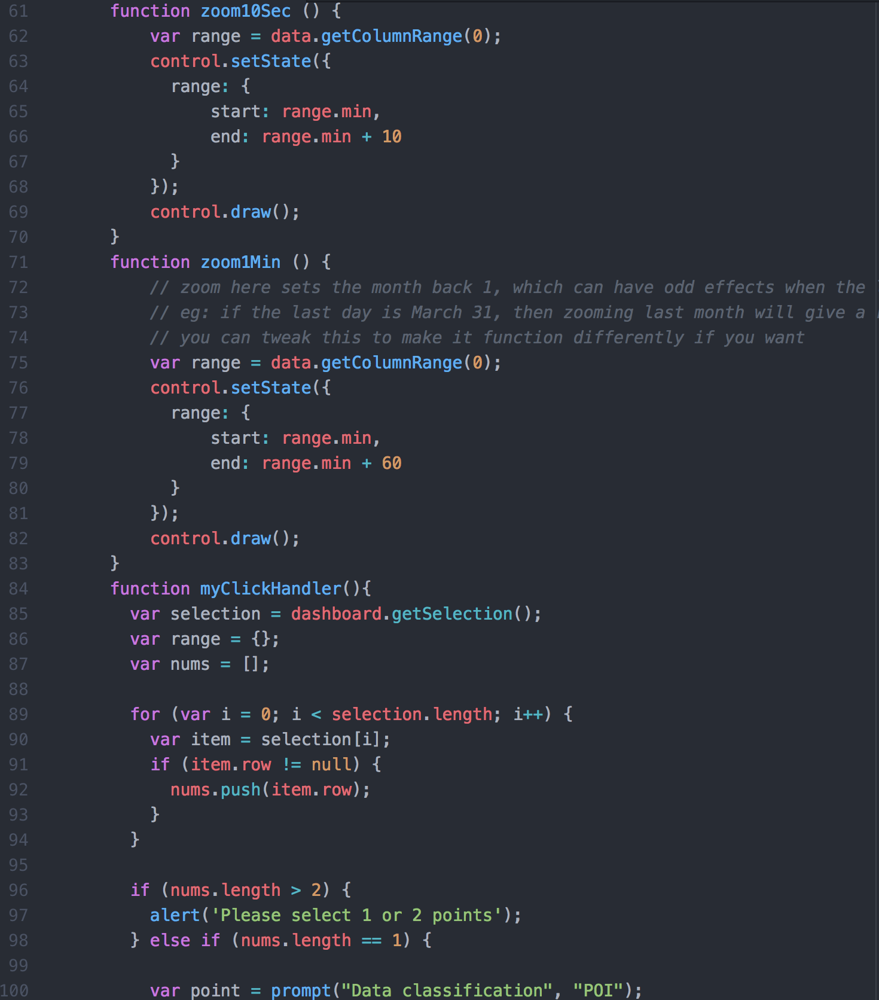 61 function zoom10Sec () {
62 var range = data.getColumnRange(0);
63 control.setState({
64 range: {
65 start: range.min,
66 end: range.min + 10
67 }
68 });
69 control.draw();
70 }
71 function zoom1Min () {
72 // zoom here sets the month back 1, which can have odd effects when the
73 // eg: if the last day is March 31, then zooming last month will give a
74 // you can tweak this to make it function differently if you want
75 var range = data.getColumnRange(0);
76 control.setState({
77 range: {
78 start: range.min,
79 end: range.min + 60
80 }
81 });
82 control.draw();
83 }
84 function myClickHandler(){
85 var selection = dashboard.getSelection();
86 var range = {};
87 var nums = [];
88
89 for (var i = 0; i < selection.length; i++) {
90 var item = selection[i];
91 if (item.row != null) {
92 nums.push(item.row);
93 }
94 }
95
96 if (nums.length > 2) {
97 alert('Please select 1 or 2 points');
98 } else if (nums.length == 1) {
99
100 var point = prompt("Data classification", "POI");